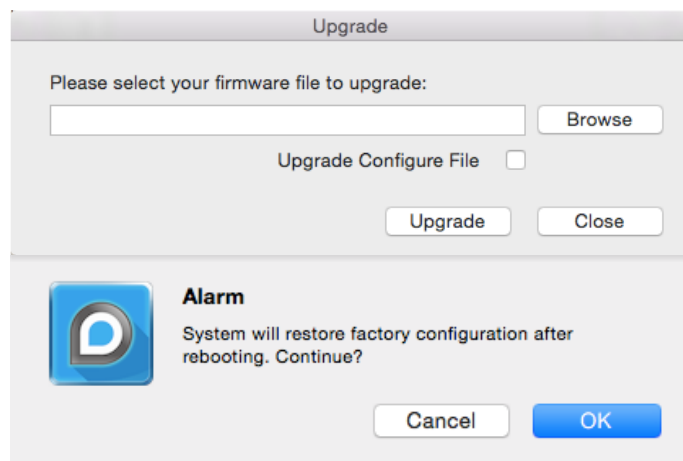 Upgrade
Please select your firmware file to upgrade:
Browse
Upgrade Configure File
Upgrade
Close
Alarm
System will restore factory configuration after
rebooting. Continue?
Cancel
OK